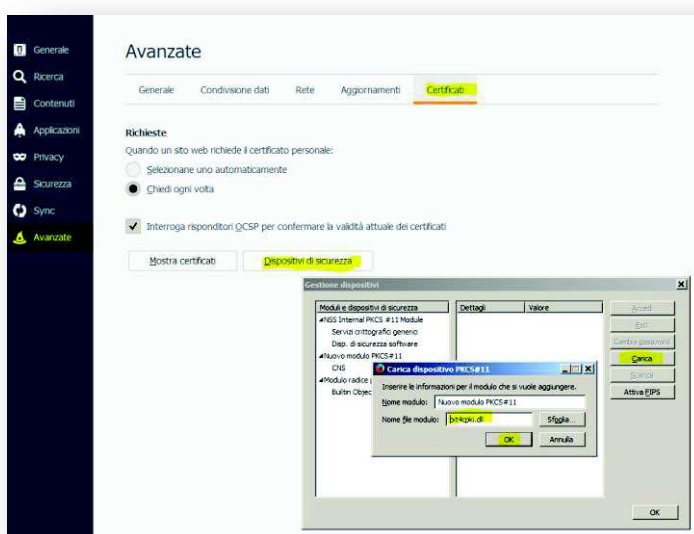 Generale
Ricerca
Contenuti
Applicazioni
Privacy
Sicurezza
Sync
Avanzate
Avanzate
Generale Condivisione dati Rete Aggiornamenti Certificati
Richieste
Quando un sito web richiede il certificato personale:
Selezionane uno automaticamente
Chiedi ogni volta
Interroga risponditori OCSP per confermare la validità attuale dei certificati
Mostra certificati Dispositivi di sicurezza
Gestione dispositivi
Moduli e dispositivi di sicurezza Dettagli Valore
NSS Internal PKCS #11 Module
Servizi crittografici generici
Disp. di sicurezza software
Nuovo modulo PKCS#11
CNS
Modulo radice
Builtin Objec
Accedi
Esci
Cambia password
Carica
Scarica
Attiva FIPS
Carica dispositivo PKCS#11
Inserire le informazioni per il modulo che si vuole aggiungere.
Nome modulo: Nuovo modulo PKCS#11
Nome file modulo: bit4xpki.dll Sfoglia...
OK Annulla
OK